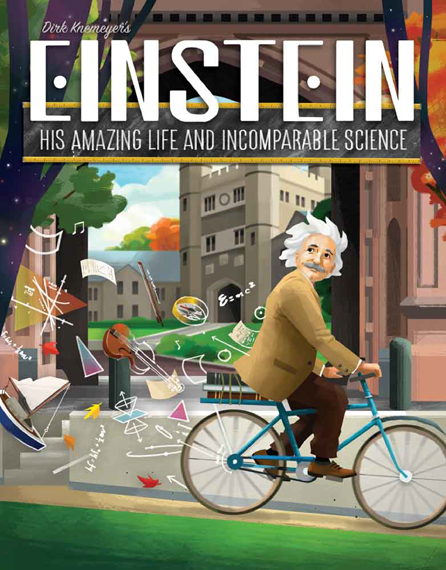 Dirk Knemeyer's
EINSTEIN
HIS AMAZING LIFE AND INCOMPARABLE SCIENCE
E=mc²